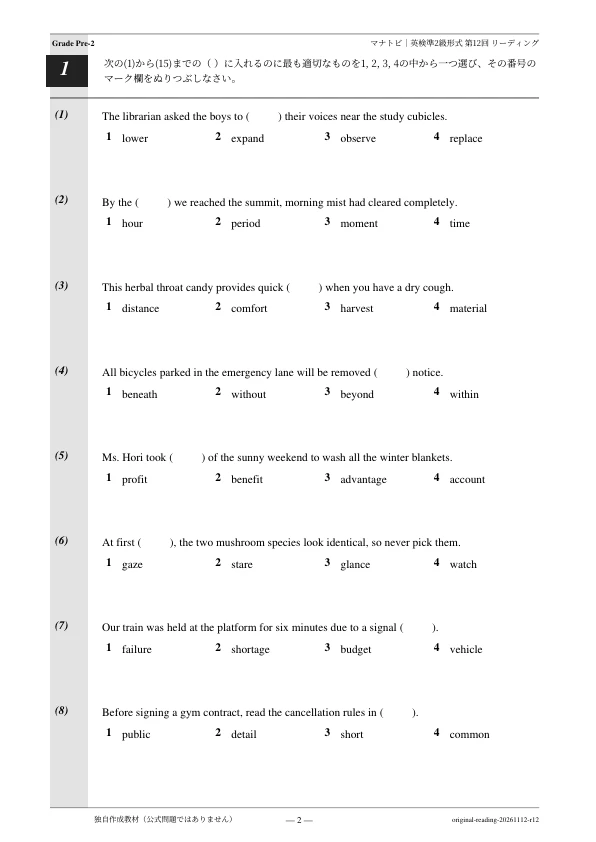 Grade Pre-2 マナトビ｜英検準2級形式 第12回 リーディング
1 次の(1)から(15)までの（ ）に入れるのに最も適切なものを1, 2, 3, 4の中から一つ選び、その番号の
マーク欄をぬりつぶしなさい。
(1) The librarian asked the boys to ( ) their voices near the study cubicles.
1 lower 2 expand 3 observe 4 replace
(2) By the ( ) we reached the summit, morning mist had cleared completely.
1 hour 2 period 3 moment 4 time
(3) This herbal throat candy provides quick ( ) when you have a dry cough.
1 distance 2 comfort 3 harvest 4 material
(4) All bicycles parked in the emergency lane will be removed ( ) notice.
1 beneath 2 without 3 beyond 4 within
(5) Ms. Hori took ( ) of the sunny weekend to wash all the winter blankets.
1 profit 2 benefit 3 advantage 4 account
(6) At first ( ), the two mushroom species look identical, so never pick them.
1 gaze 2 stare 3 glance 4 watch
(7) Our train was held at the platform for six minutes due to a signal ( ).
1 failure 2 shortage 3 budget 4 vehicle
(8) Before signing a gym contract, read the cancellation rules in ( ).
1 public 2 detail 3 short 4 common
独自作成教材（公式問題ではありません） — 2 — original-reading-20261112-r12